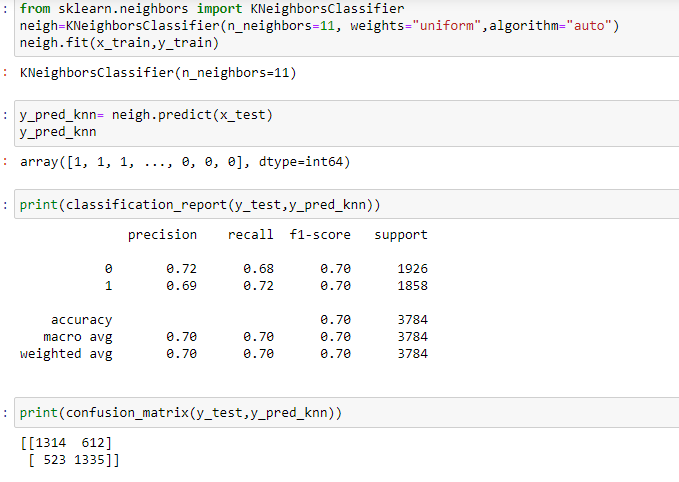 : from sklearn.neighbors import KNeighborsClassifier
neigh=KNeighborsClassifier(n_neighbors=11, weights="uniform",algorithm="auto")
neigh.fit(x_train,y_train)
: KNeighborsClassifier(n_neighbors=11)
: y_pred_knn= neigh.predict(x_test)
y_pred_knn
: array([1, 1, 1, ..., 0, 0, 0], dtype=int64)
: print(classification_report(y_test,y_pred_knn))
precision recall f1-score support
0 0.72 0.68 0.70 1926
1 0.69 0.72 0.70 1858
accuracy 0.70 3784
macro avg 0.70 0.70 0.70 3784
weighted avg 0.70 0.70 0.70 3784
: print(confusion_matrix(y_test,y_pred_knn))
[[1314 612]
[ 523 1335]]